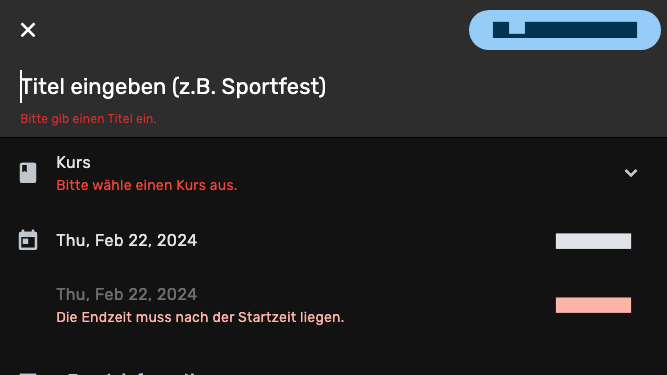 Titel eingeben (z.B. Sportfest)
Bitte gib einen Titel ein.
Kurs
Bitte wähle einen Kurs aus.
Thu, Feb 22, 2024
Thu, Feb 22, 2024
Die Endzeit muss nach der Startzeit liegen.